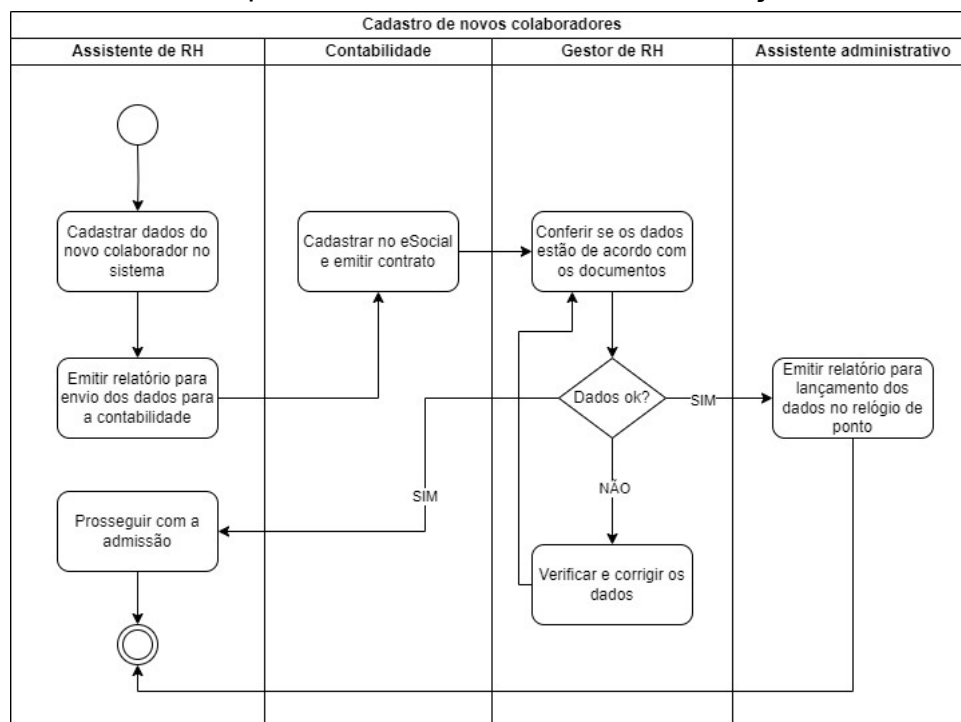 Cadastro de novos colaboradores
Assistente de RH
Contabilidade
Gestor de RH
Assistente administrativo
Cadastrar dados do
novo colaborador no
sistema
Cadastrar no eSocial
e emitir contrato
Conferir se os dados
estão de acordo com
os documentos
Emitir relatório para
envio dos dados para
a contabilidade
Dados ok?
SIM
Emitir relatório para
lançamento dos
dados no relógio de
ponto
SIM
NÃO
Prosseguir com a
admissão
Verificar e corrigir os
dados